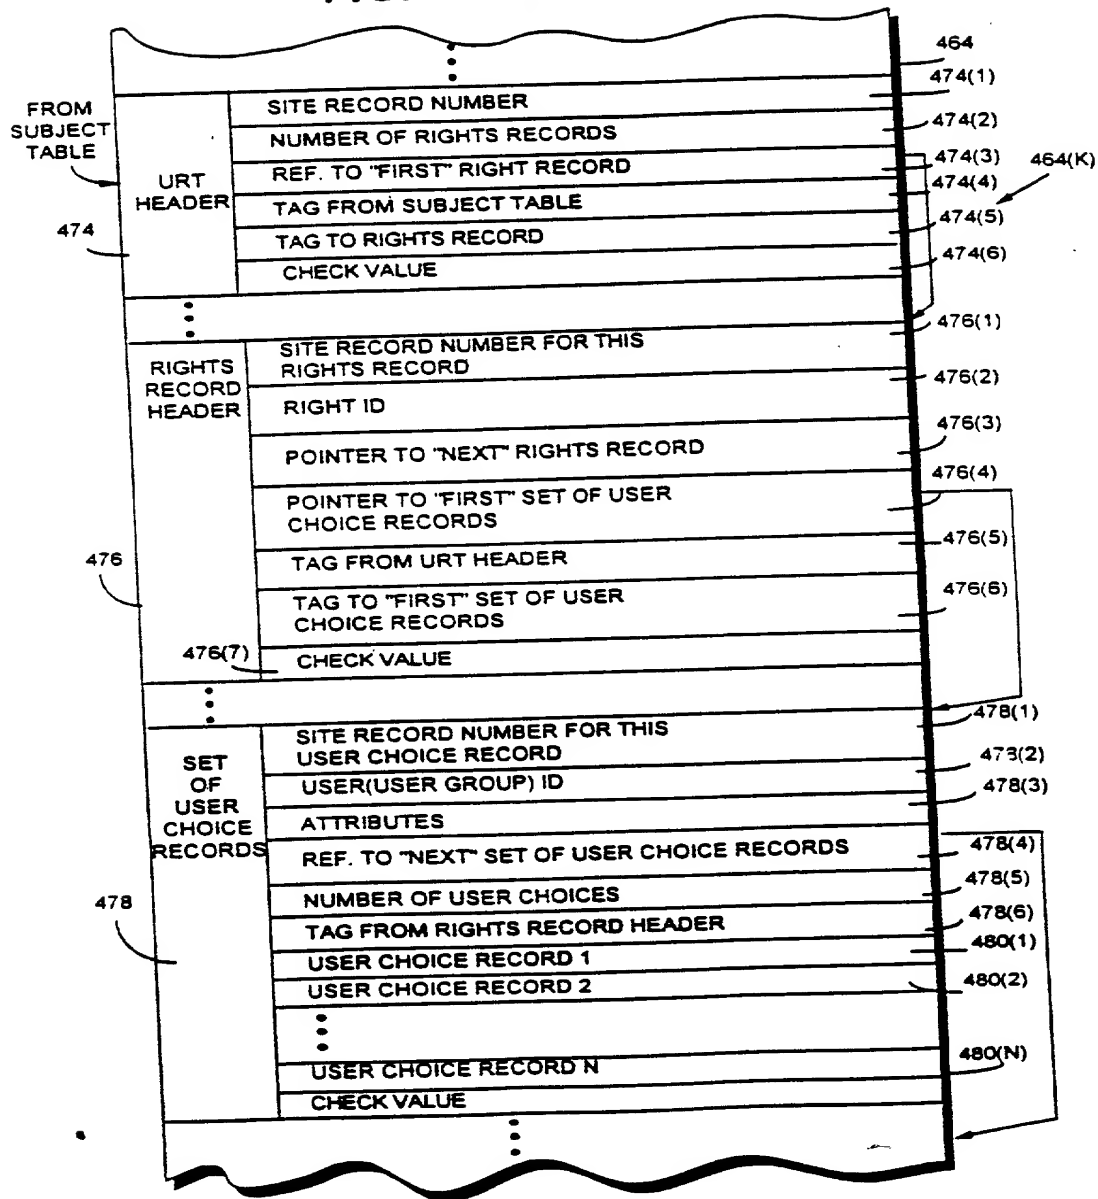 464
474(1)
FROM
SUBJECT
TABLE
SITE RECORD NUMBER
474(2)
NUMBER OF RIGHTS RECORDS
474(3)
464(K)
URT
HEADER
REF. TO "FIRST" RIGHT RECORD
474(4)
TAG FROM SUBJECT TABLE
474(5)
474
TAG TO RIGHTS RECORD
474(6)
CHECK VALUE
476(1)
RIGHTS
RECORD
HEADER
SITE RECORD NUMBER FOR THIS
RIGHTS RECORD
476(2)
RIGHT ID
476(3)
POINTER TO "NEXT" RIGHTS RECORD
476(4)
POINTER TO "FIRST" SET OF USER
CHOICE RECORDS
476(5)
476
TAG FROM URT HEADER
476(6)
TAG TO "FIRST" SET OF USER
CHOICE RECORDS
476(7)
CHECK VALUE
478(1)
SET
OF
USER
CHOICE
RECORDS
SITE RECORD NUMBER FOR THIS
USER CHOICE RECORD
473(2)
USER(USER GROUP) ID
478(3)
ATTRIBUTES
478(4)
REF. TO "NEXT" SET OF USER CHOICE RECORDS
478(5)
478
NUMBER OF USER CHOICES
478(6)
TAG FROM RIGHTS RECORD HEADER
480(1)
USER CHOICE RECORD 1
480(2)
USER CHOICE RECORD 2
480(N)
USER CHOICE RECORD N
CHECK VALUE